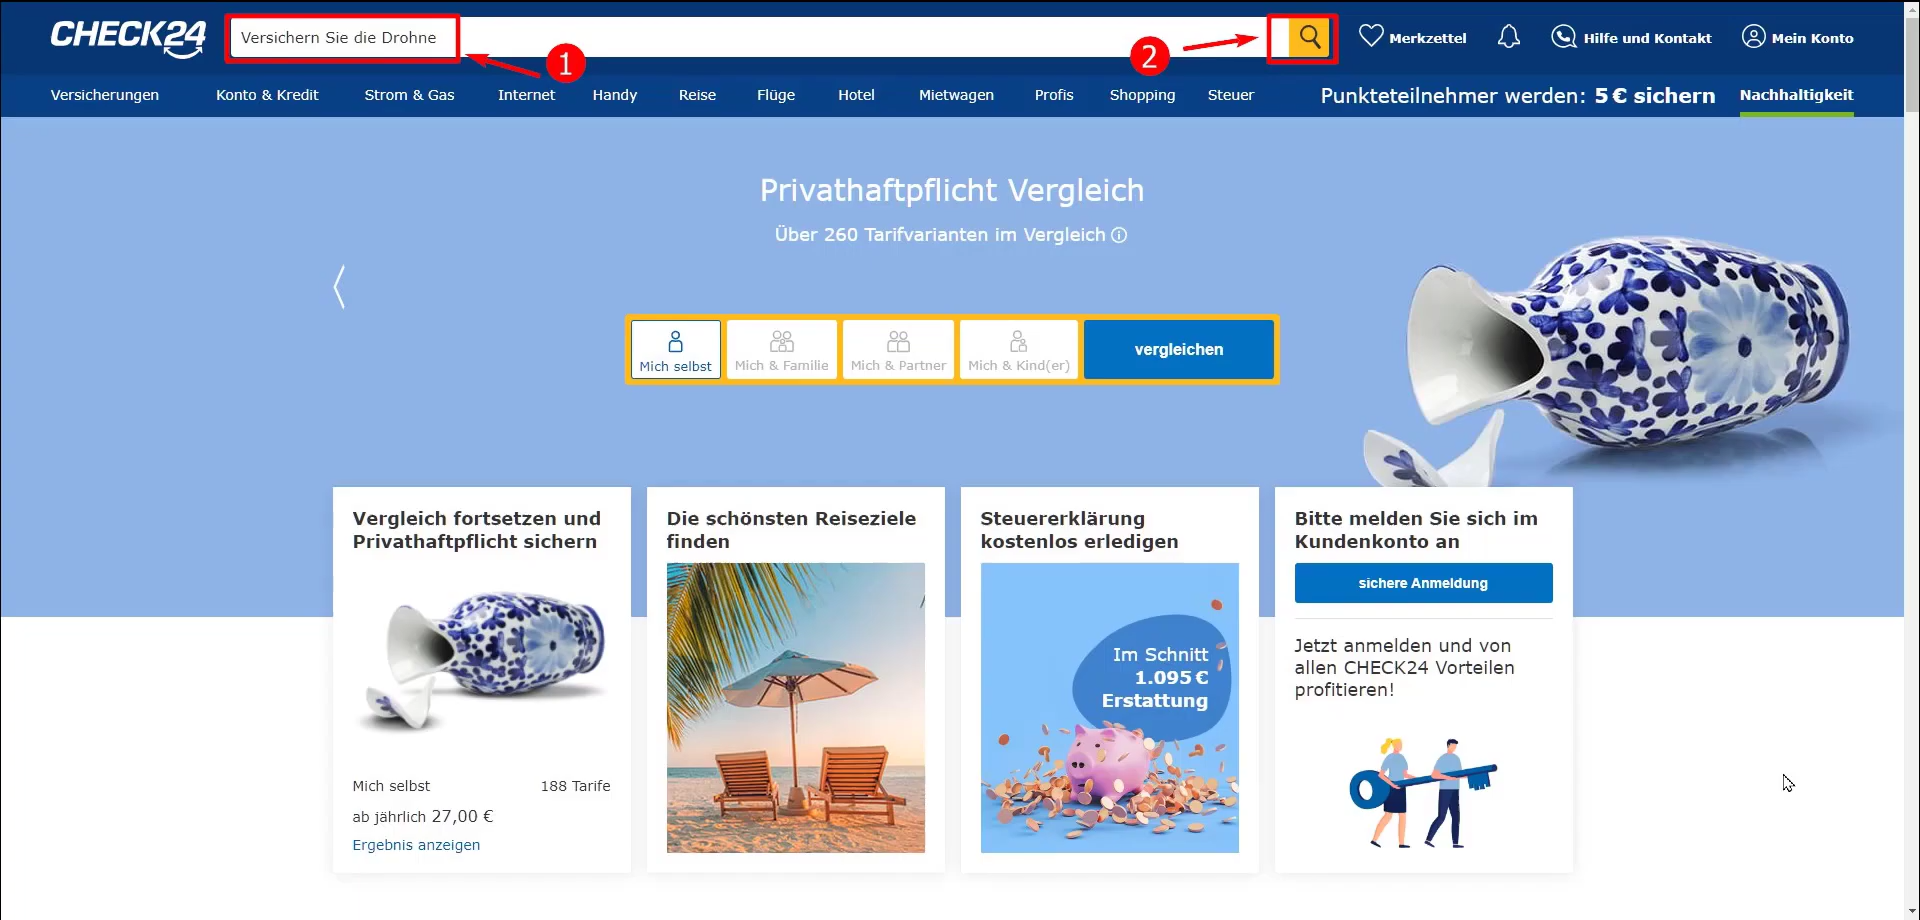 CHECK24
Versichern Sie die Drohne
1
2
Merkzettel
Hilfe und Kontakt
Mein Konto
Versicherungen
Konto & Kredit
Strom & Gas
Internet
Handy
Reise
Flüge
Hotel
Mietwagen
Profis
Shopping
Steuer
Punkteteilnehmer werden: 5 € sichern
Nachhaltigkeit
Privathaftpflicht Vergleich
Über 260 Tarifvarianten im Vergleich
Mich selbst
Mich & Familie
Mich & Partner
Mich & Kind(er)
vergleichen
Vergleich fortsetzen und
Privathaftpflicht sichern
Mich selbst
188 Tarife
ab jährlich 27,00 €
Ergebnis anzeigen
Die schönsten Reiseziele
finden
Steuererklärung
kostenlos erledigen
Im Schnitt
1.095 €
Erstattung
Bitte melden Sie sich im
Kundenkonto an
sichere Anmeldung
Jetzt anmelden und von
allen CHECK24 Vorteilen
profitieren!